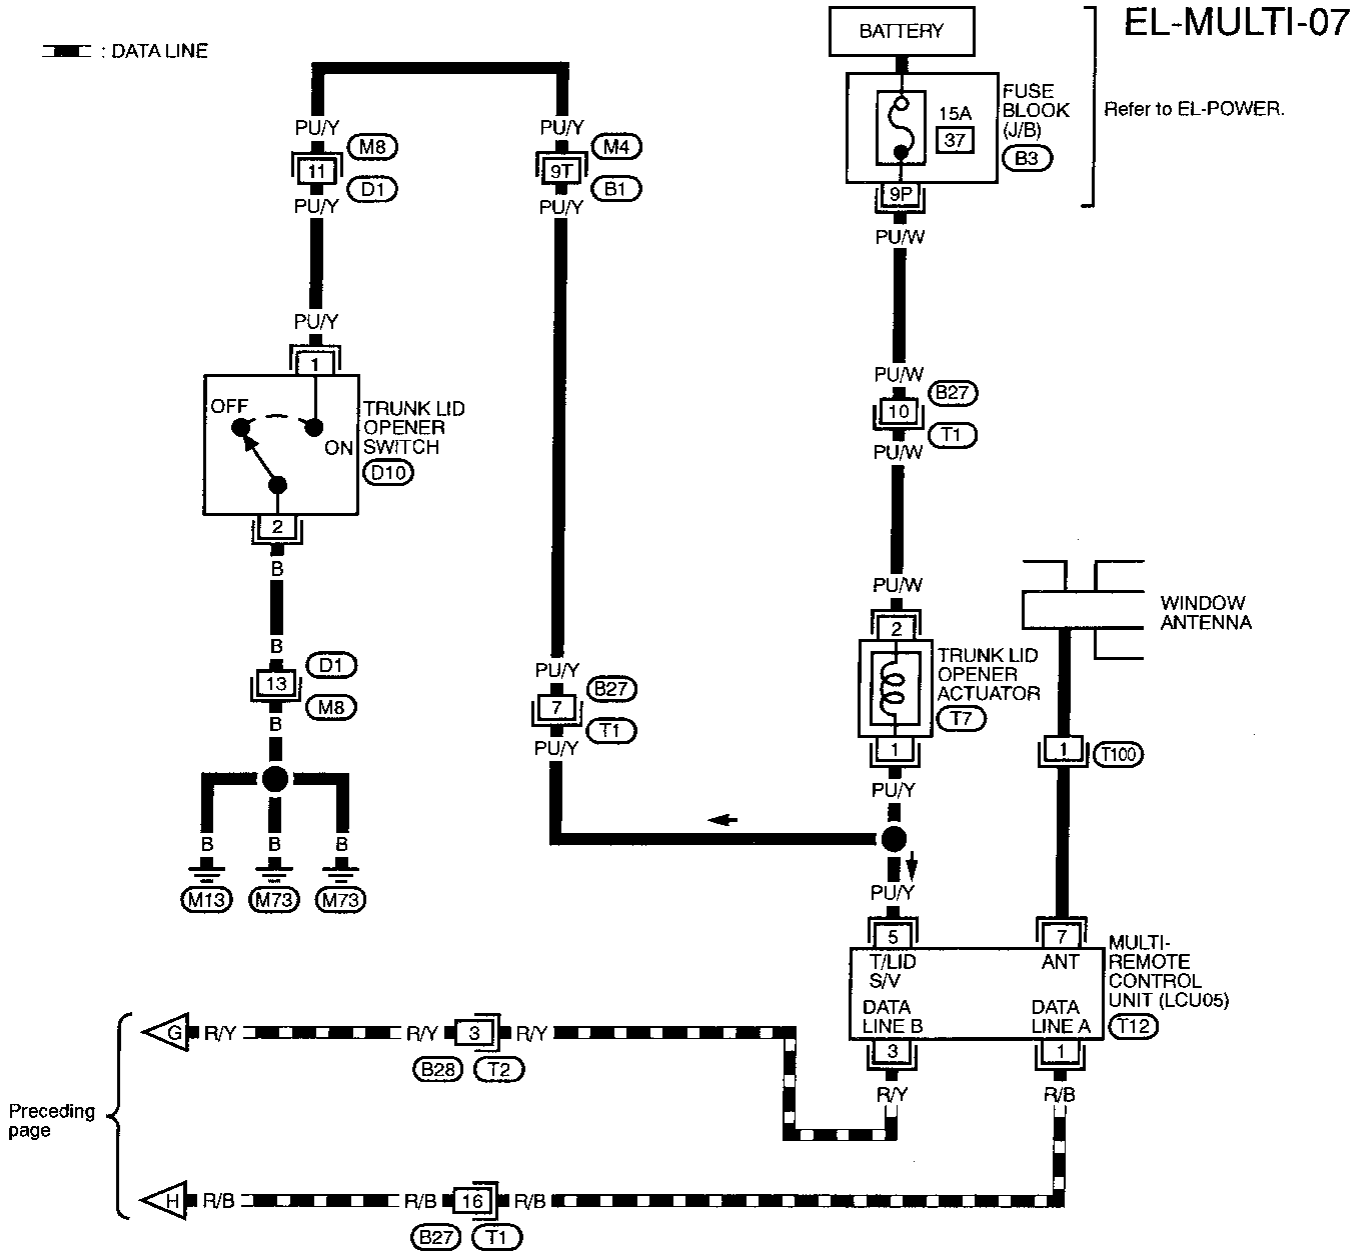 EL-MULTI-07
: DATA LINE
BATTERY
FUSE
BLOOK
(J/B)
B3
15A
37
9P
Refer to EL-POWER.
PU/W
PU/Y
M8
11
D1
PU/Y
PU/Y
M4
9T
B1
PU/Y
PU/Y
1
OFF
ON
TRUNK LID
OPENER
SWITCH
D10
2
B
B
D1
13
M8
B
B
B
B
M13
M73
M73
PU/W
B27
10
T1
PU/W
PU/W
2
TRUNK LID
OPENER
ACTUATOR
T7
1
PU/Y
WINDOW
ANTENNA
1
T100
PU/Y
B27
7
T1
PU/Y
PU/Y
5
7
T/LID
S/V
ANT
DATA
LINE B
DATA
LINE A
MULTI-
REMOTE
CONTROL
UNIT (LCU05)
T12
3
1
R/Y
R/B
Preceding
page
G
R/Y
R/Y
3
R/Y
B28
T2
H
R/B
R/B
16
R/B
B27
T1